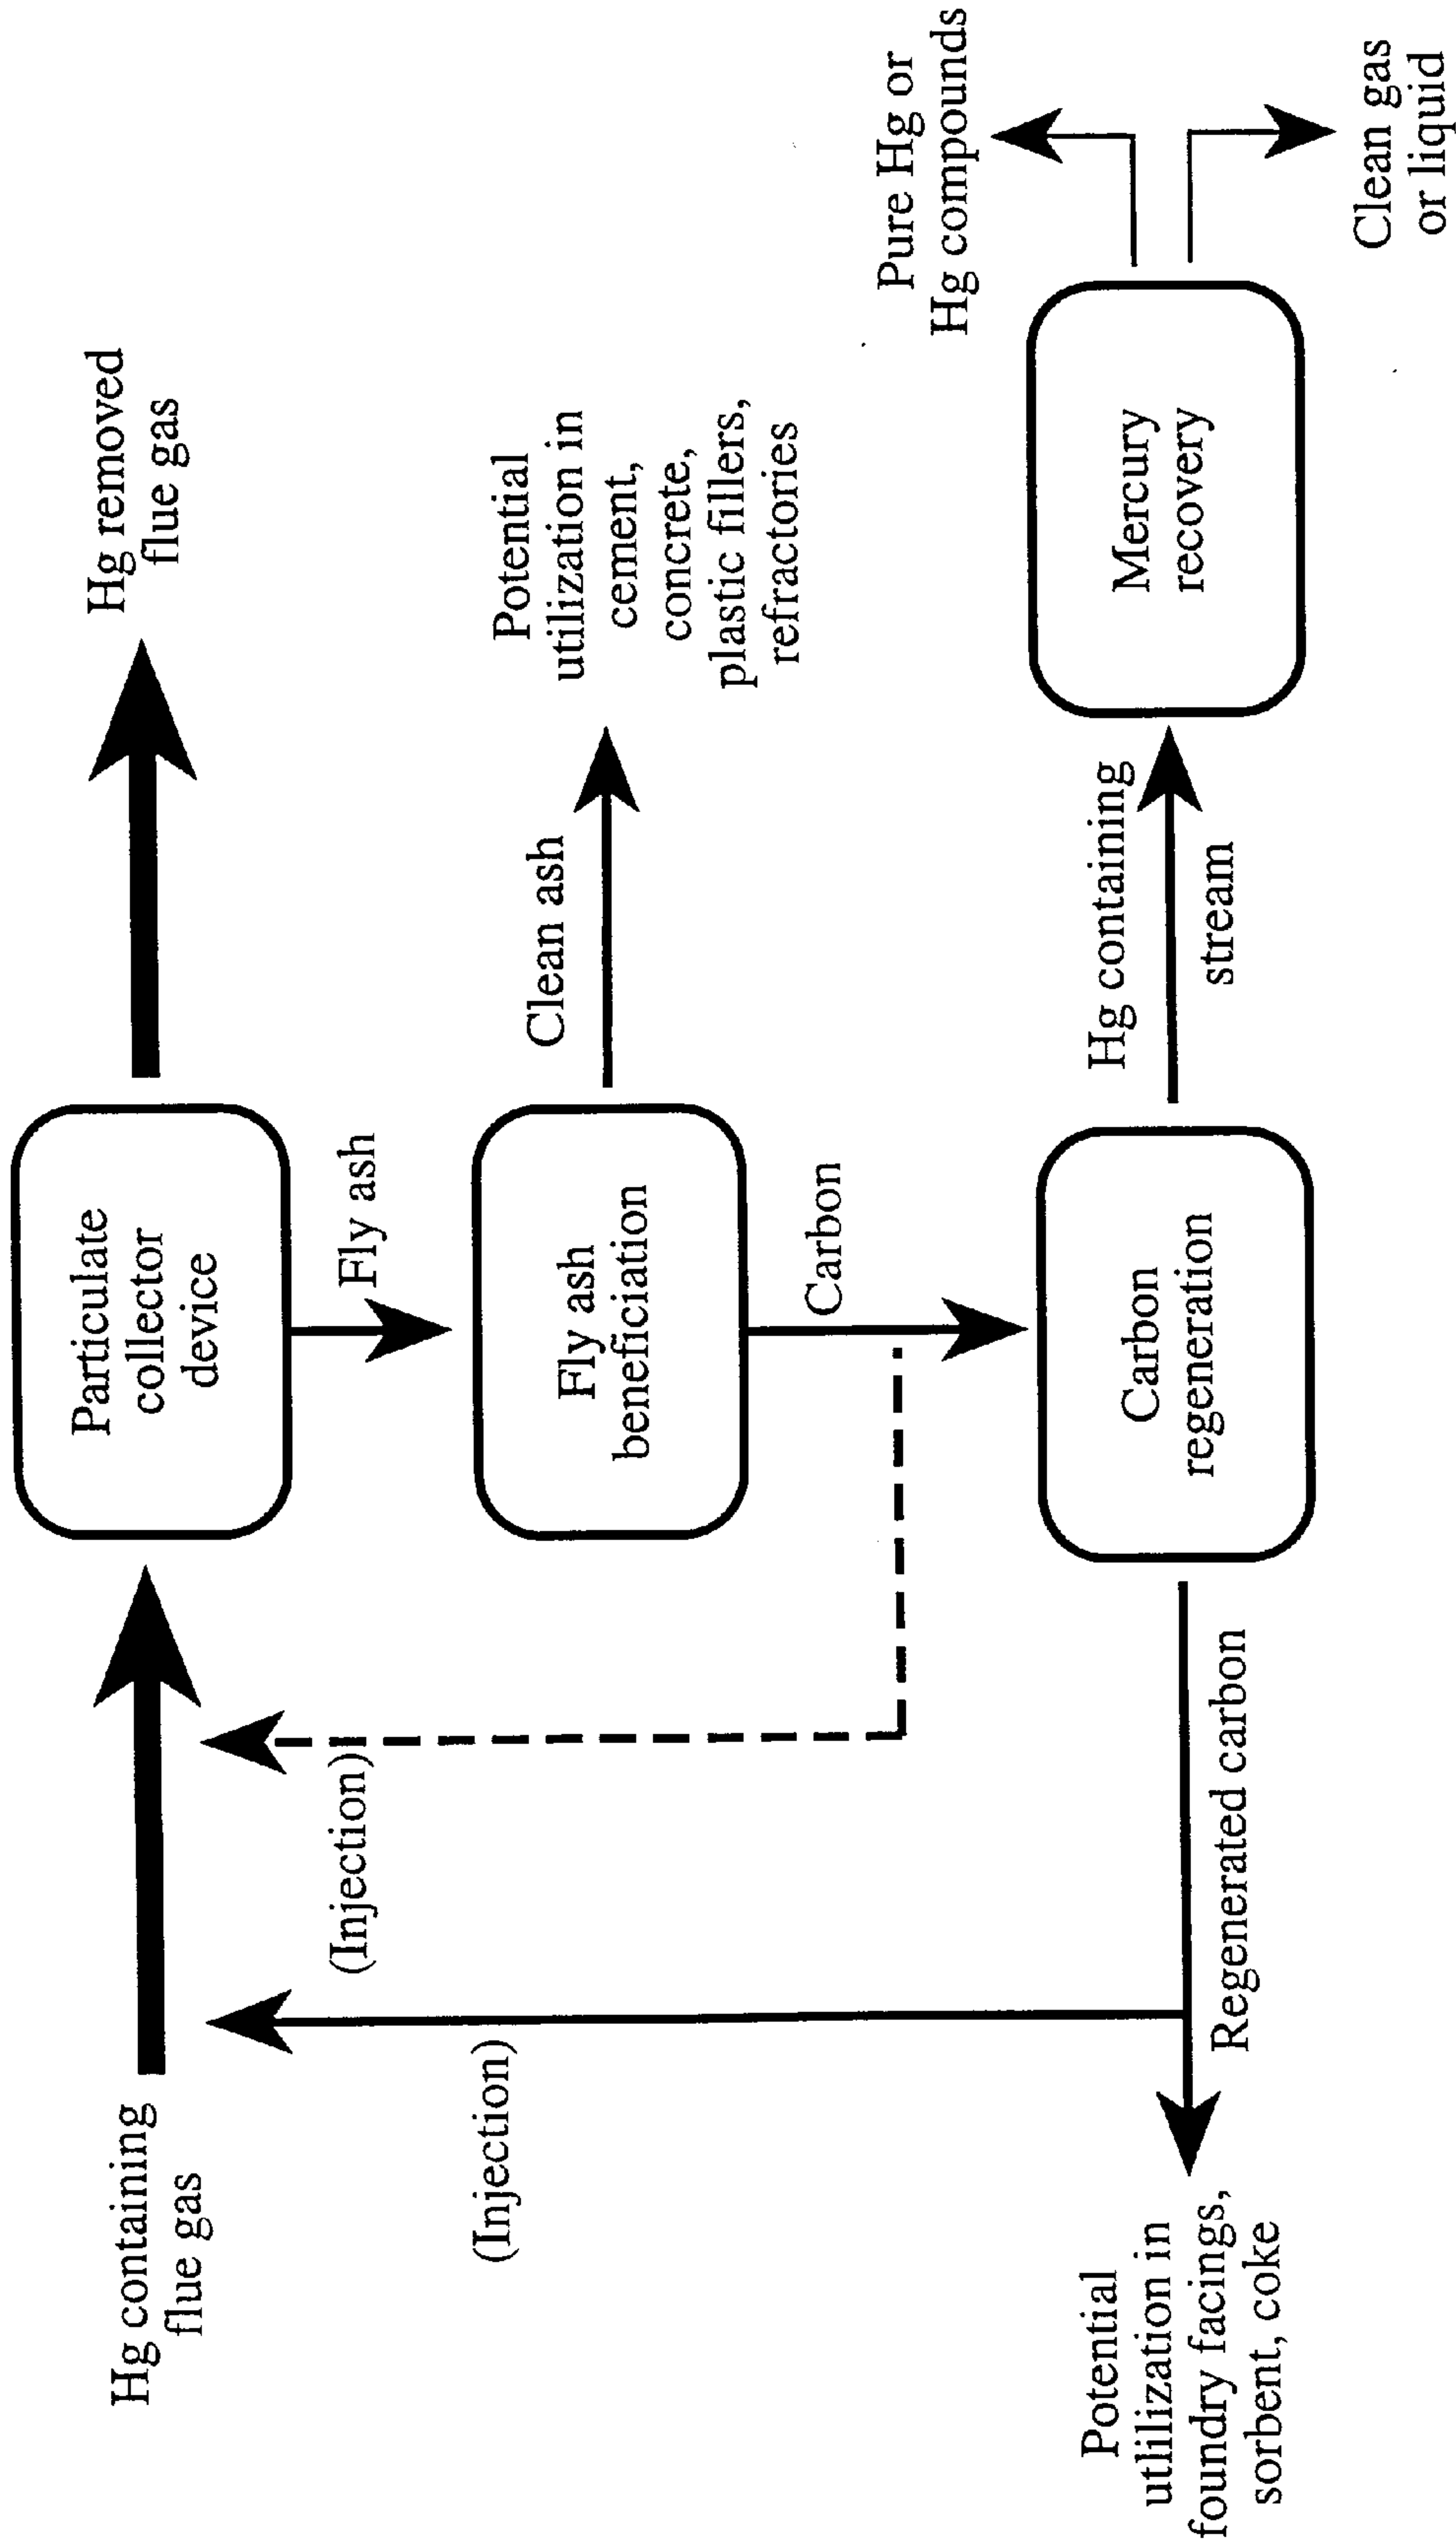 Hg containing
flue gas
Particulate
collector
device
Hg removed
flue gas
(Injection)
(Injection)
Fly ash
Fly ash
beneficiation
Clean ash
Potential
utilization in
cement,
concrete,
plastic fillers,
refractories
Carbon
Potential
utlilization in
foundry facings,
sorbent, coke
Regenerated carbon
Carbon
regeneration
Hg containing
stream
Mercury
recovery
Pure Hg or
Hg compounds
Clean gas
or liquid